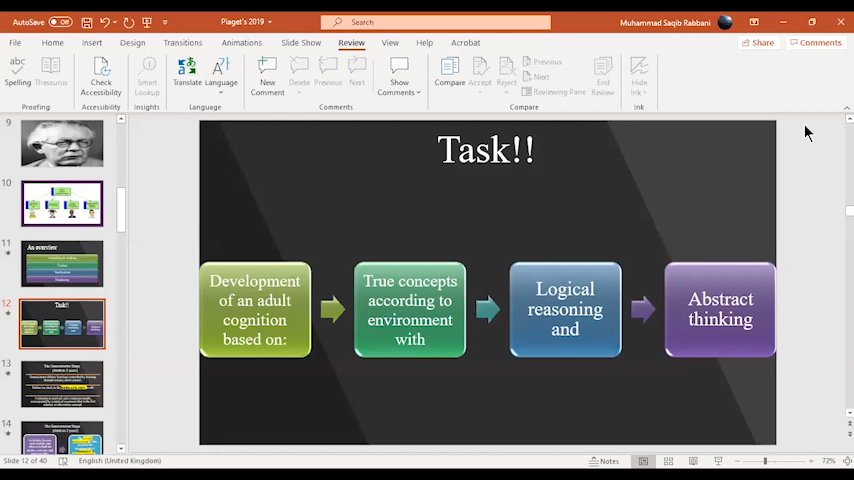 AutoSave Off Piaget's 2019 Search Muhammad Saqib Rabbani
File Home Insert Design Transitions Animations Slide Show Review View Help Acrobat Share Comments
Spelling Thesaurus Check Accessibility Smart Lookup Translate Language New Comment Delete Previous Next Show Comments Compare Accept Reject Previous Next Reviewing Pane End Review Hide Ink
Proofing Accessibility Insights Language Comments Compare Ink
9
10
11
An overview
12
Task!!
13
14
Task!!
Development
of an adult
cognition
based on:
True concepts
according to
environment
with
Logical
reasoning
and
Abstract
thinking
Slide 12 of 40 English (United Kingdom) Notes 72%